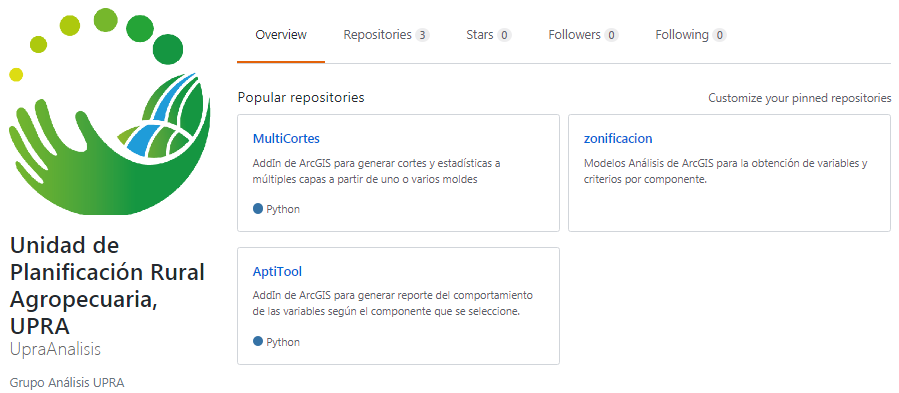 Overview
Repositories 3
Stars 0
Followers 0
Following 0
Popular repositories
Customize your pinned repositories
MultiCortes
AddIn de ArcGIS para generar cortes y estadísticas a
múltiples capas a partir de uno o varios moldes
Python
zonificacion
Modelos Análisis de ArcGIS para la obtención de variables y
criterios por componente.
AptiTool
AddIn de ArcGIS para generar reporte del comportamiento
de las variables según el componente que se seleccione.
Python
Unidad de
Planificación Rural
Agropecuaria,
UPRA
UpraAnalisis
Grupo Análisis UPRA